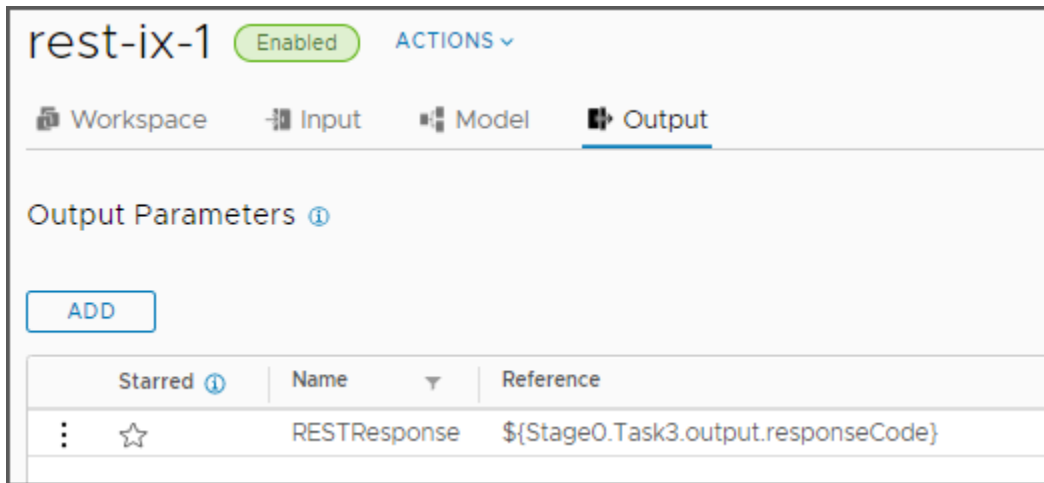 rest-ix-1 Enabled ACTIONS
Workspace Input Model Output
Output Parameters
ADD
Starred Name Reference
RESTResponse ${Stage0.Task3.output.responseCode}